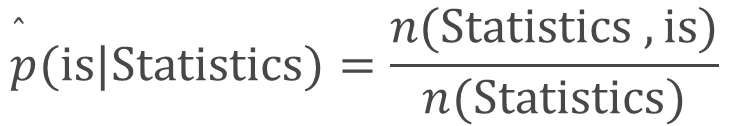 p̂(is|Statistics) = n(Statistics , is) / n(Statistics)